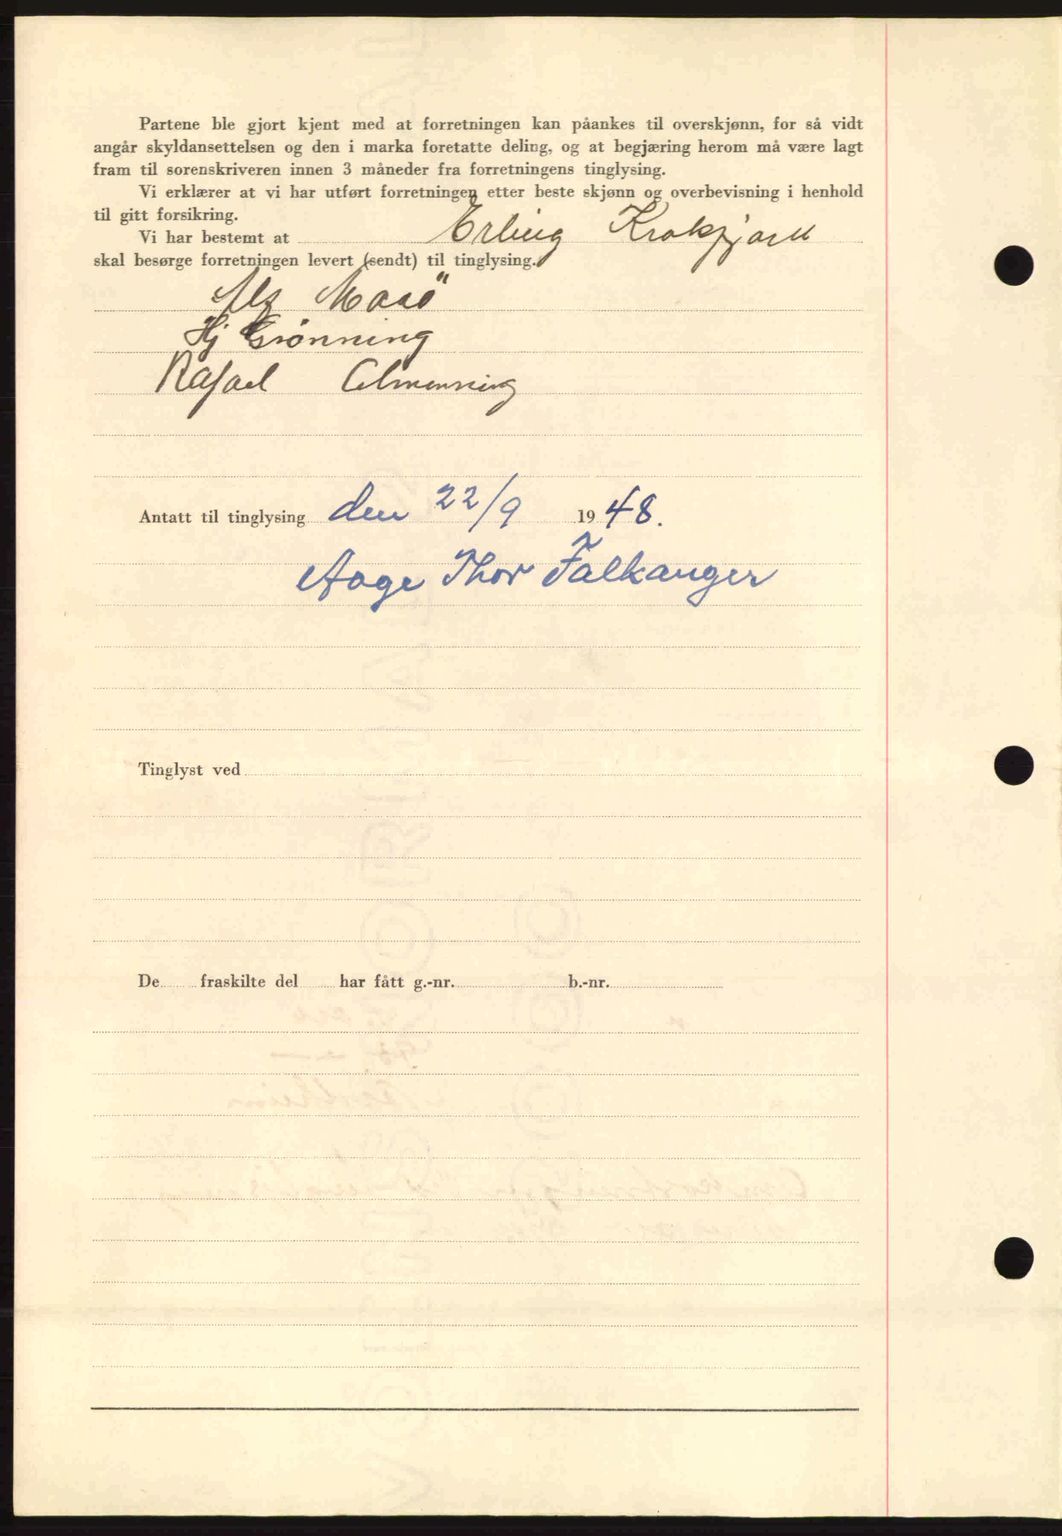 Partene ble gjort kjent med at forretningen kan påankes til overskjønn, for så vidt
angår skyldansettelsen og den i marka foretatte deling, og at begjæring herom må være lagt
fram til sorenskriveren innen 3 måneder fra forretningens tinglysing.
Vi erklærer at vi har utført forretningen etter beste skjønn og overbevisning i henhold
til gitt forsikring.
Vi har bestemt at Erling Krokfjord
skal besørge forretningen levert (sendt) til tinglysing.
Masö
Hj Grönning
Rafael Almenning
Antatt til tinglysing den 22/9 1948.
Aage Thor Falkanger
Tinglyst ved
De fraskilte del har fått g.-nr. b.-nr.